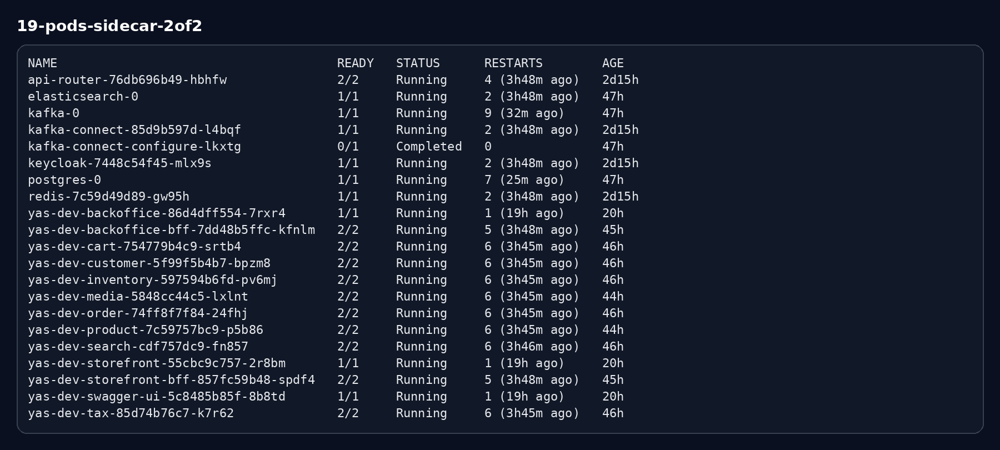 19-pods-sidecar-2of2
NAME READY STATUS RESTARTS AGE
api-router-76db696b49-hbhfw 2/2 Running 4 (3h48m ago) 2d15h
elasticsearch-0 1/1 Running 2 (3h48m ago) 47h
kafka-0 1/1 Running 9 (32m ago) 47h
kafka-connect-85d9b597d-l4bqf 1/1 Running 2 (3h48m ago) 2d15h
kafka-connect-configure-lkxtg 0/1 Completed 0 47h
keycloak-7448c54f45-mlx9s 1/1 Running 2 (3h48m ago) 2d15h
postgres-0 1/1 Running 7 (25m ago) 47h
redis-7c59d49d89-gw95h 1/1 Running 2 (3h48m ago) 2d15h
yas-dev-backoffice-86d4dff554-7rxr4 1/1 Running 1 (19h ago) 20h
yas-dev-backoffice-bff-7dd48b5ffc-kfnlm 2/2 Running 5 (3h48m ago) 45h
yas-dev-cart-754779b4c9-srtb4 2/2 Running 6 (3h45m ago) 46h
yas-dev-customer-5f99f5b4b7-bpzm8 2/2 Running 6 (3h45m ago) 46h
yas-dev-inventory-597594b6fd-pv6mj 2/2 Running 6 (3h45m ago) 46h
yas-dev-media-5848cc44c5-lxlnt 2/2 Running 6 (3h45m ago) 44h
yas-dev-order-74ff8f7f84-24fhj 2/2 Running 6 (3h45m ago) 46h
yas-dev-product-7c59757bc9-p5b86 2/2 Running 6 (3h45m ago) 44h
yas-dev-search-cdf757dc9-fn857 2/2 Running 6 (3h46m ago) 46h
yas-dev-storefront-55cbc9c757-2r8bm 1/1 Running 1 (19h ago) 20h
yas-dev-storefront-bff-857fc59b48-spdf4 2/2 Running 5 (3h48m ago) 45h
yas-dev-swagger-ui-5c8485b85f-8b8td 1/1 Running 1 (19h ago) 20h
yas-dev-tax-85d74b76c7-k7r62 2/2 Running 6 (3h45m ago) 46h